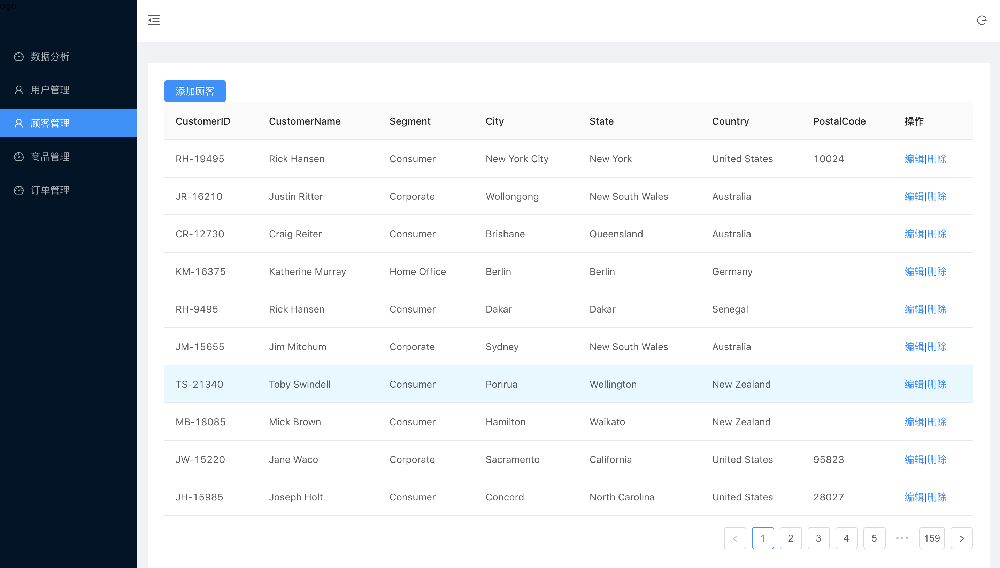 ogo
数据分析
用户管理
顾客管理
商品管理
订单管理
添加顾客
CustomerID CustomerName Segment City State Country PostalCode 操作
RH-19495 Rick Hansen Consumer New York City New York United States 10024 编辑|删除
JR-16210 Justin Ritter Corporate Wollongong New South Wales Australia 编辑|删除
CR-12730 Craig Reiter Consumer Brisbane Queensland Australia 编辑|删除
KM-16375 Katherine Murray Home Office Berlin Berlin Germany 编辑|删除
RH-9495 Rick Hansen Consumer Dakar Dakar Senegal 编辑|删除
JM-15655 Jim Mitchum Corporate Sydney New South Wales Australia 编辑|删除
TS-21340 Toby Swindell Consumer Porirua Wellington New Zealand 编辑|删除
MB-18085 Mick Brown Consumer Hamilton Waikato New Zealand 编辑|删除
JW-15220 Jane Waco Corporate Sacramento California United States 95823 编辑|删除
JH-15985 Joseph Holt Consumer Concord North Carolina United States 28027 编辑|删除
< 1 2 3 4 5 ••• 159 >